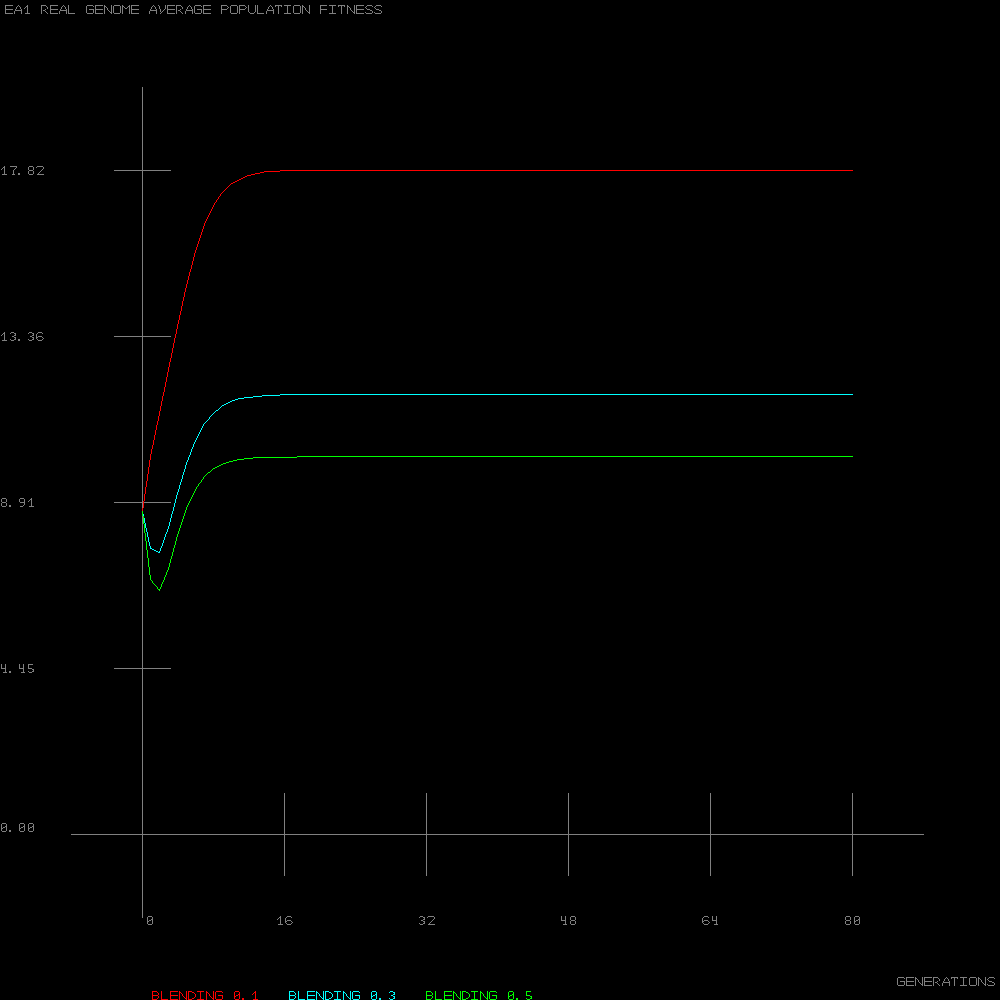 EA1 REAL GENOME AVERAGE POPULATION FITNESS
17.82
13.36
8.91
4.45
0.00
0 16 32 48 64 80
GENERATIONS
BLENDING 0.1 BLENDING 0.3 BLENDING 0.5